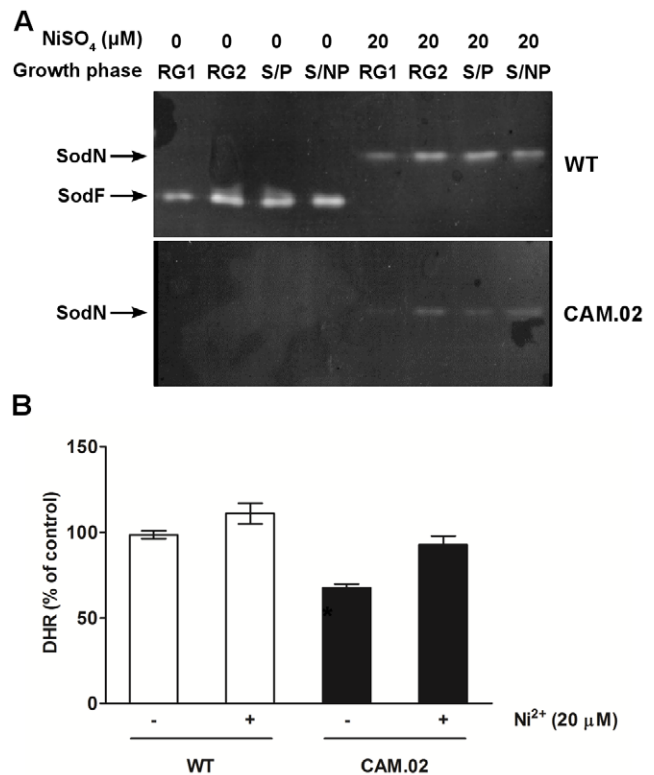 A
NiSO4 (µM) 0 0 0 0 20 20 20 20
Growth phase RG1 RG2 S/P S/NP RG1 RG2 S/P S/NP
SodN
WT
SodF
SodN
CAM.02
B
150
100
50
0
DHR (% of control)
*
- + - + Ni2+ (20 µM)
WT CAM.02